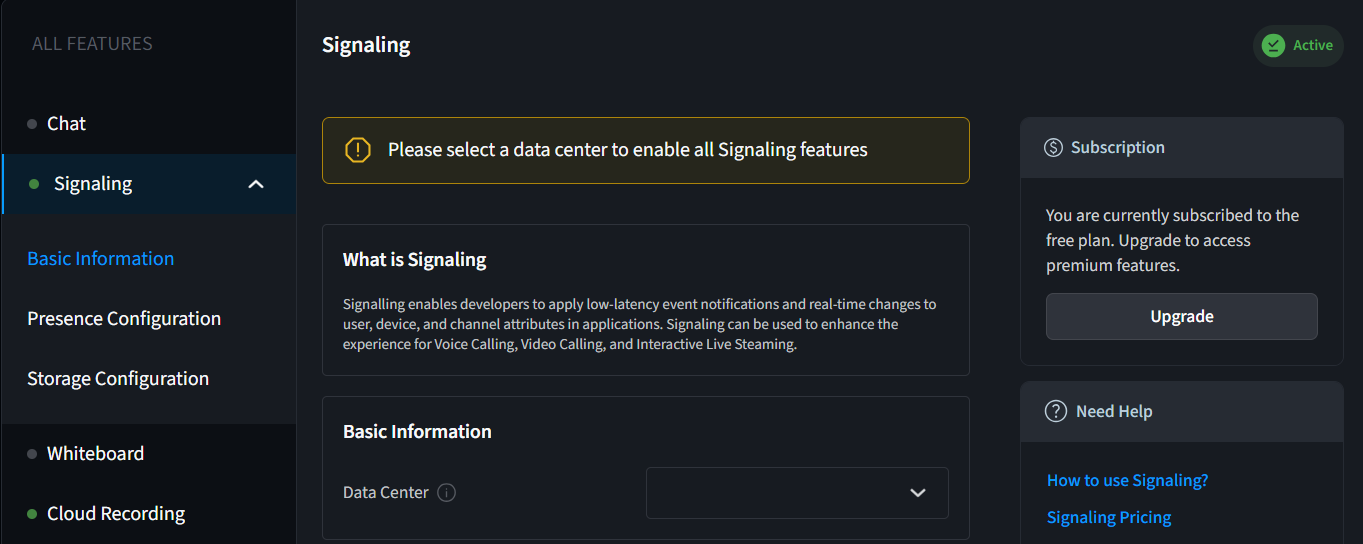 ALL FEATURES
Chat
Signaling
Basic Information
Presence Configuration
Storage Configuration
Whiteboard
Cloud Recording
Signaling
Active
Please select a data center to enable all Signaling features
What is Signaling
Signalling enables developers to apply low-latency event notifications and real-time changes to
user, device, and channel attributes in applications. Signaling can be used to enhance the
experience for Voice Calling, Video Calling, and Interactive Live Steaming.
Basic Information
Data Center
Subscription
You are currently subscribed to the
free plan. Upgrade to access
premium features.
Upgrade
Need Help
How to use Signaling?
Signaling Pricing